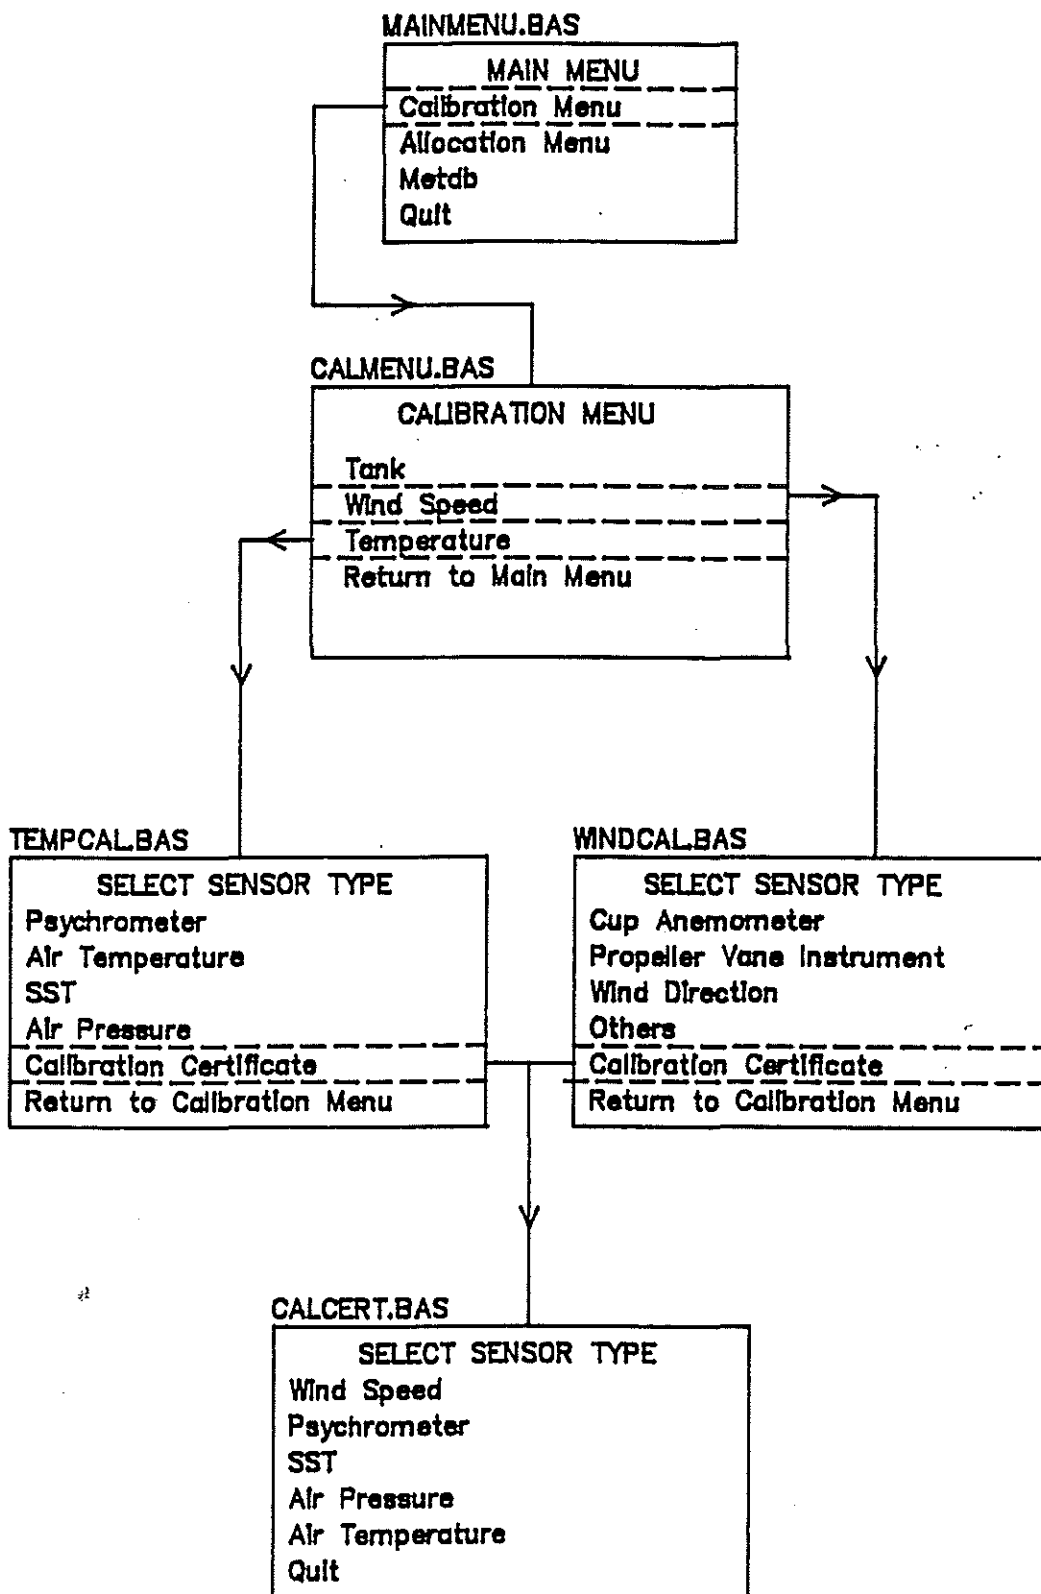 MAINMENU.BAS
MAIN MENU
Calibration Menu
Allocation Menu
Metdb
Quit
CALMENU.BAS
CALIBRATION MENU
Tank
Wind Speed
Temperature
Return to Main Menu
TEMPCAL.BAS
SELECT SENSOR TYPE
Psychrometer
Air Temperature
SST
Air Pressure
Calibration Certificate
Return to Calibration Menu
WINDCAL.BAS
SELECT SENSOR TYPE
Cup Anemometer
Propeller Vane Instrument
Wind Direction
Others
Calibration Certificate
Return to Calibration Menu
CALCERT.BAS
SELECT SENSOR TYPE
Wind Speed
Psychrometer
SST
Air Pressure
Air Temperature
Quit